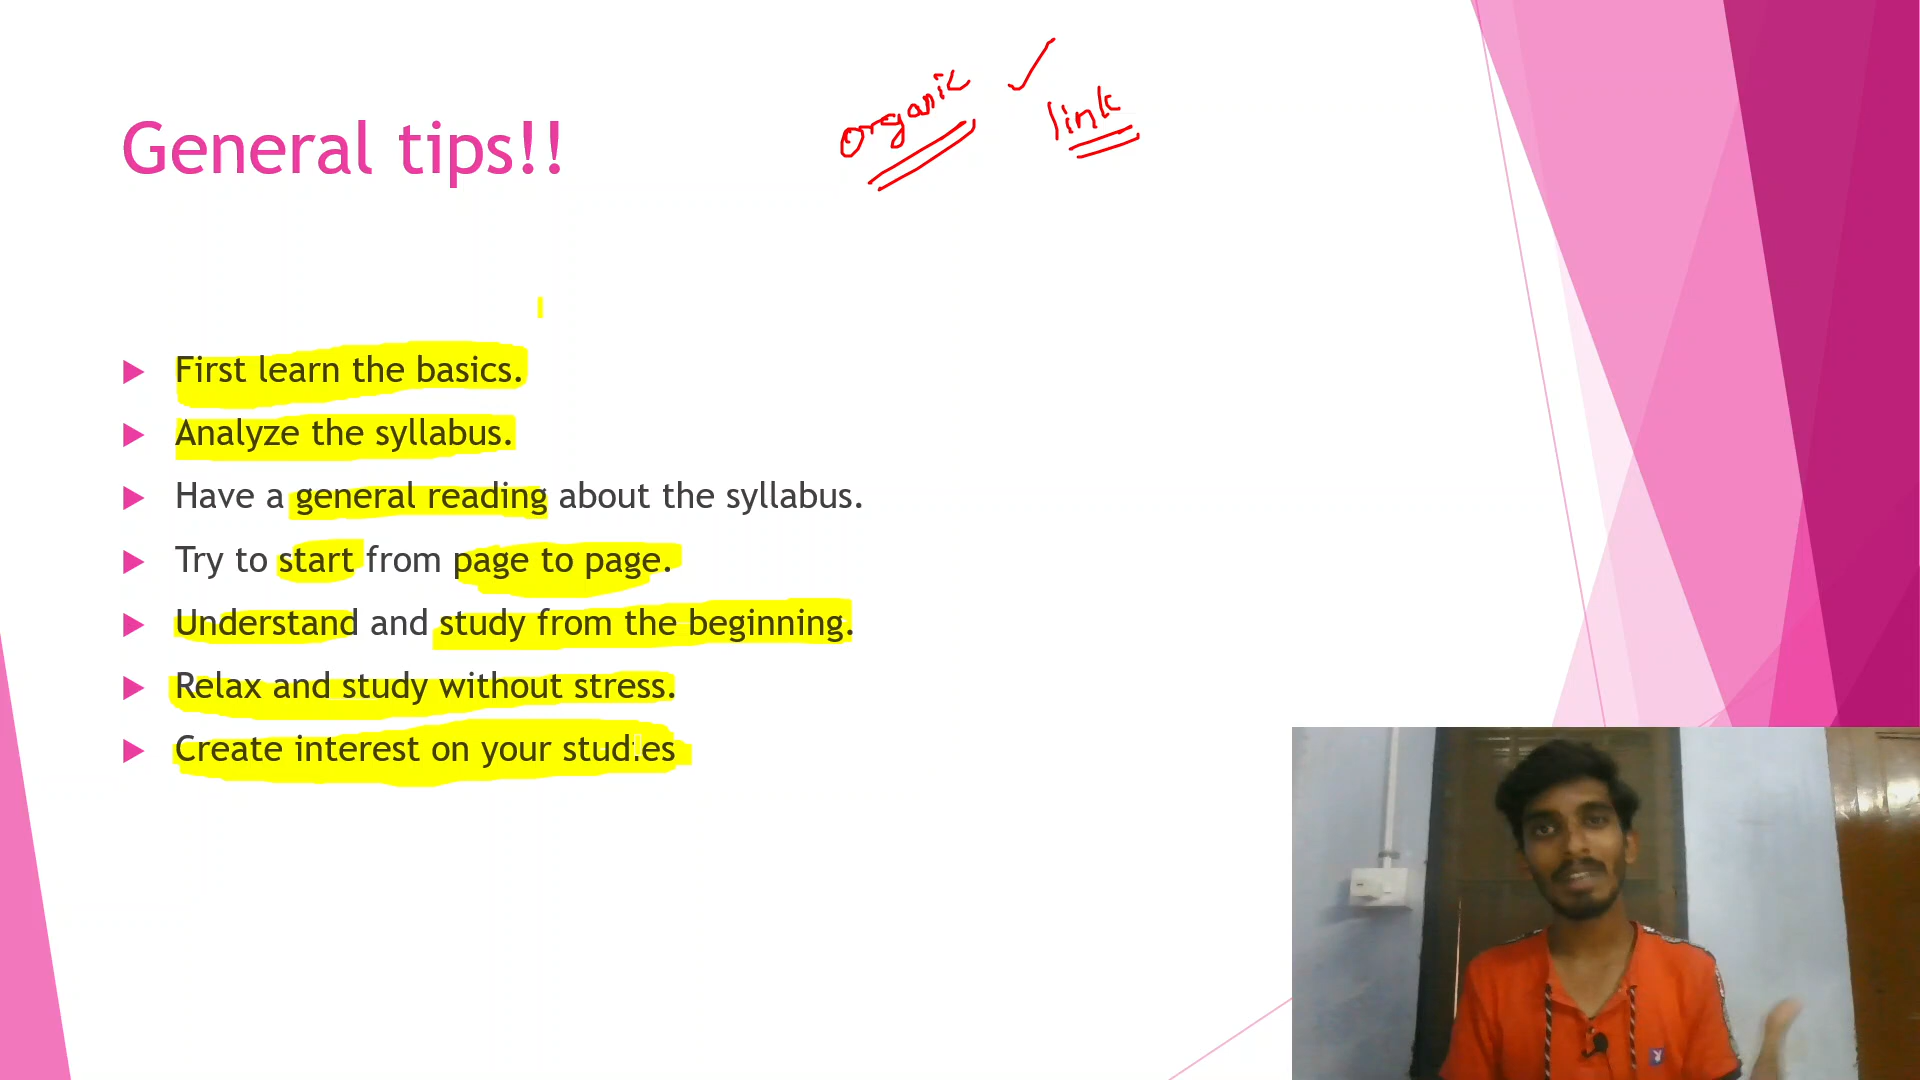 organic
link
General tips!!
First learn the basics.
Analyze the syllabus.
Have a general reading about the syllabus.
Try to start from page to page.
Understand and study from the beginning.
Relax and study without stress.
Create interest on your studies